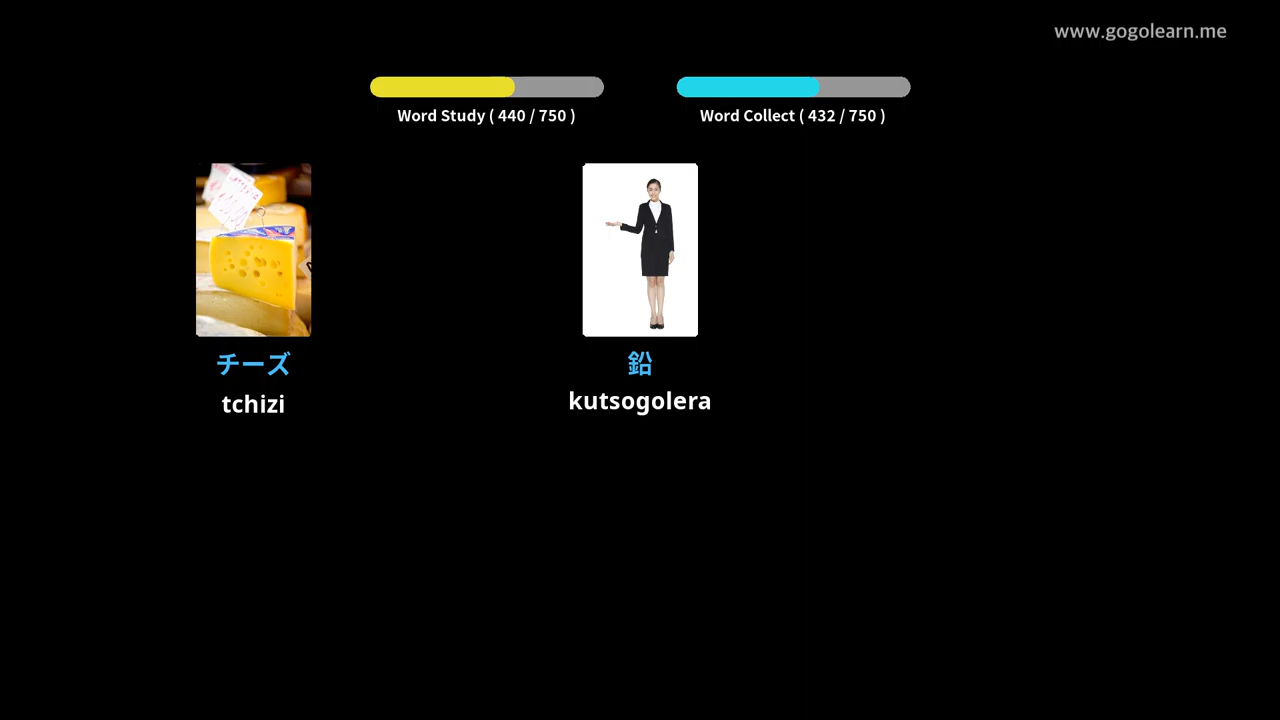 www.gogolearn.me
Word Study ( 440 / 750 )
Word Collect ( 432 / 750 )
チーズ
tchizi
鉛
kutsogolera